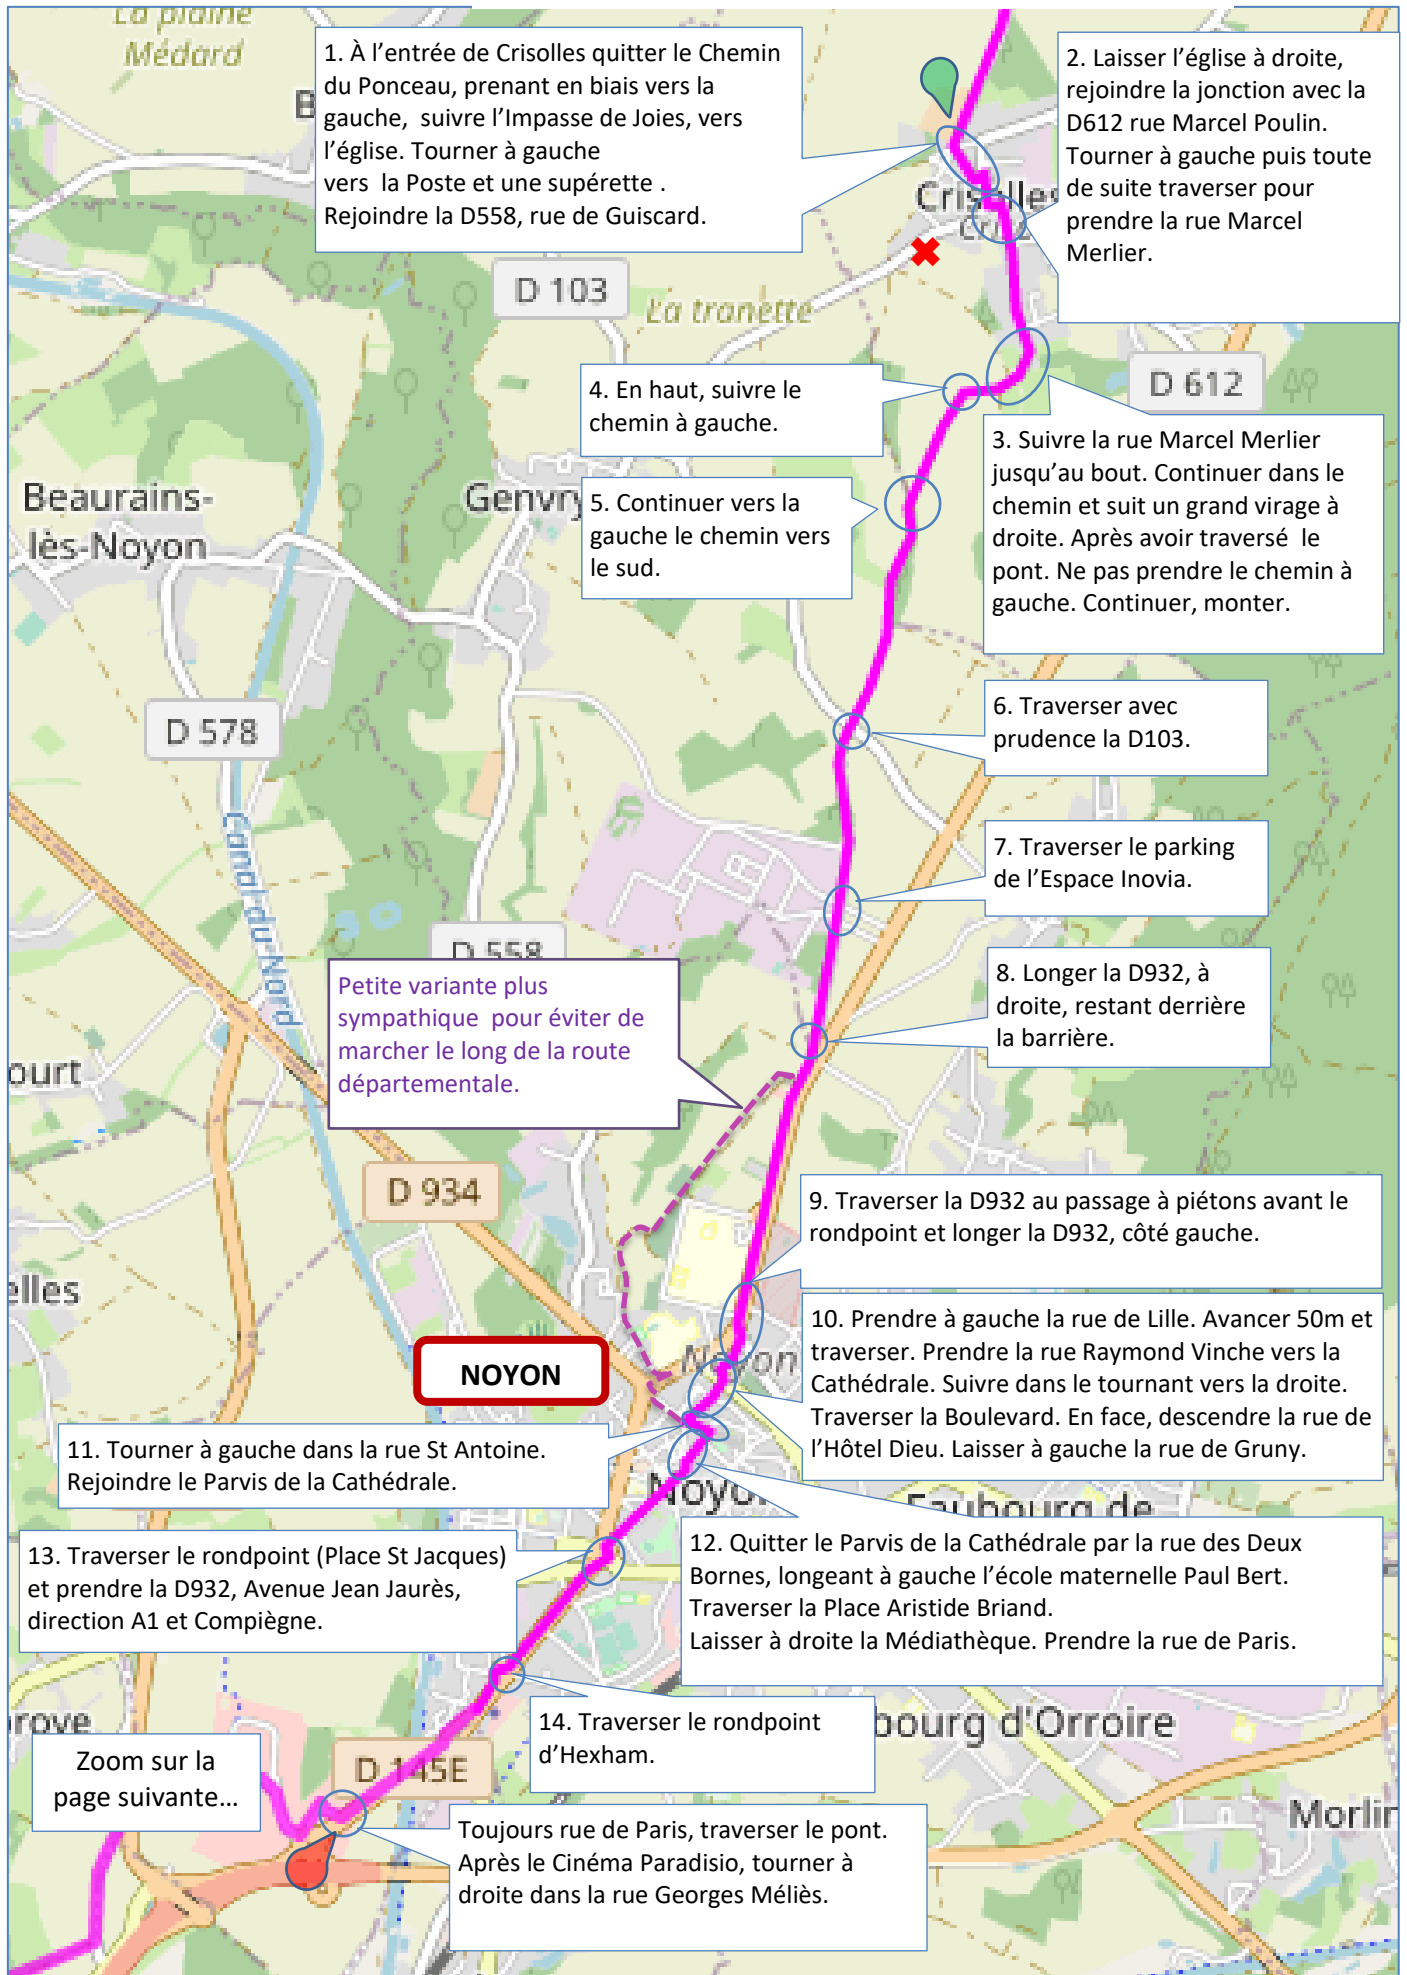 La plaine
Médard
1. À l'entrée de Crisolles quitter le Chemin
du Ponceau, prenant en biais vers la
gauche, suivre l'Impasse de Joies, vers
l'église. Tourner à gauche
vers la Poste et une supérette .
Rejoindre la D558, rue de Guiscard.
2. Laisser l'église à droite,
rejoindre la jonction avec la
D612 rue Marcel Poulin.
Tourner à gauche puis toute
de suite traverser pour
prendre la rue Marcel
Merlier.
Crisolles
D 103
La tranette
D 612
4. En haut, suivre le
chemin à gauche.
3. Suivre la rue Marcel Merlier
jusqu'au bout. Continuer dans le
chemin et suit un grand virage à
droite. Après avoir traversé le
pont. Ne pas prendre le chemin à
gauche. Continuer, monter.
Beaurains-
lès-Noyon
Genvry
5. Continuer vers la
gauche le chemin vers
le sud.
6. Traverser avec
prudence la D103.
D 578
7. Traverser le parking
de l'Espace Inovia.
Canal du Nord
D 558
8. Longer la D932, à
droite, restant derrière
la barrière.
Petite variante plus
sympathique pour éviter de
marcher le long de la route
départementale.
ourt
D 934
9. Traverser la D932 au passage à piétons avant le
rondpoint et longer la D932, côté gauche.
elles
10. Prendre à gauche la rue de Lille. Avancer 50m et
traverser. Prendre la rue Raymond Vinche vers la
Cathédrale. Suivre dans le tournant vers la droite.
Traverser la Boulevard. En face, descendre la rue de
l'Hôtel Dieu. Laisser à gauche la rue de Gruny.
Noyon
NOYON
11. Tourner à gauche dans la rue St Antoine.
Rejoindre le Parvis de la Cathédrale.
Noyon
Faubourg de
12. Quitter le Parvis de la Cathédrale par la rue des Deux
Bornes, longeant à gauche l'école maternelle Paul Bert.
Traverser la Place Aristide Briand.
Laisser à droite la Médiathèque. Prendre la rue de Paris.
13. Traverser le rondpoint (Place St Jacques)
et prendre la D932, Avenue Jean Jaurès,
direction A1 et Compiègne.
14. Traverser le rondpoint
d'Hexham.
bourg d'Orroire
Zoom sur la
page suivante…
D 145E
Morlin
Toujours rue de Paris, traverser le pont.
Après le Cinéma Paradisio, tourner à
droite dans la rue Georges Méliès.